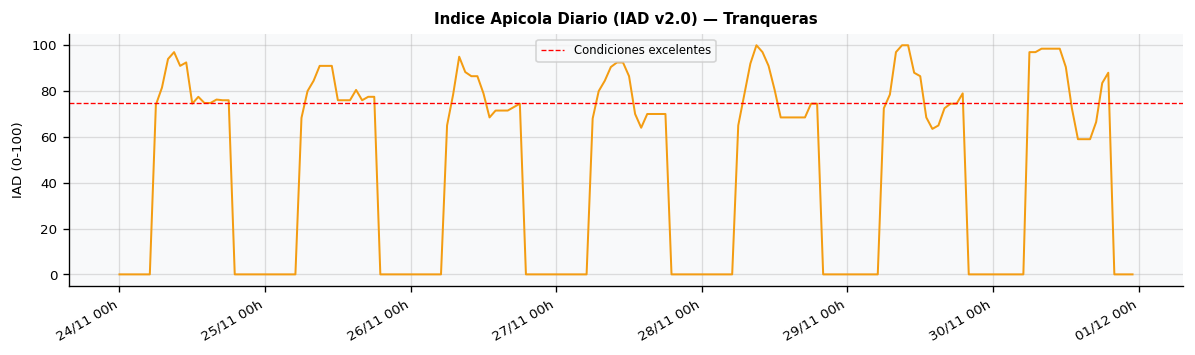 Indice Apicola Diario (IAD v2.0) — Tranqueras
Condiciones excelentes
IAD (0-100)
100
80
60
40
20
0
24/11 00h
25/11 00h
26/11 00h
27/11 00h
28/11 00h
29/11 00h
30/11 00h
01/12 00h